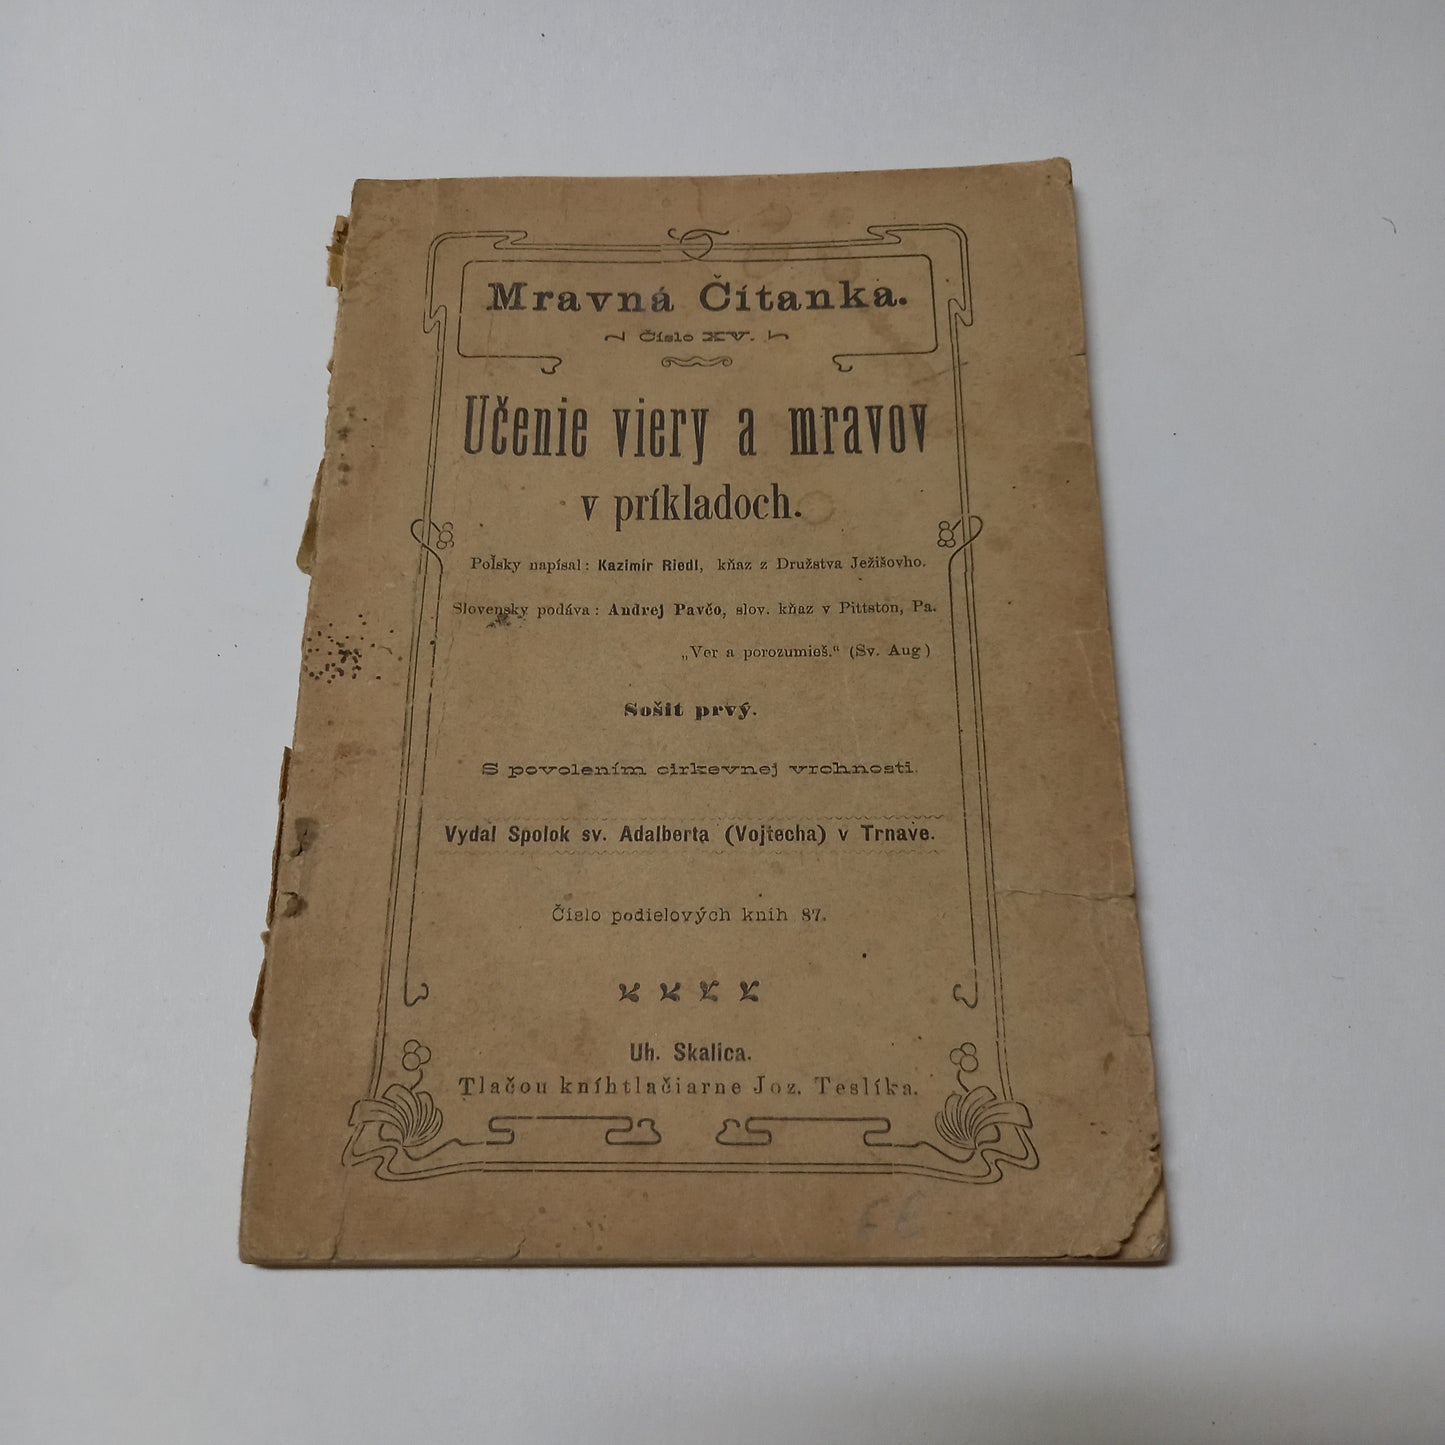 Mravná Čítanka.
Číslo XV.
Učenie viery a mravov
v príkladoch.
Poľsky napísal: Kazimír Riedl, kňaz z Družstva Ježišovho.
Slovensky podáva: Andrej Pavčo, slov. kňaz v Pittston, Pa.
„Ver a porozumieš.“ (Sv. Aug)
Sošit prvý.
S povolením cirkevnej vrchnosti.
Vydal Spolok sv. Adalberta (Vojtecha) v Trnave.
Číslo podielových kníh 87.
Uh. Skalica.
Tlačou kníhtlačiarne Joz. Teslíka.